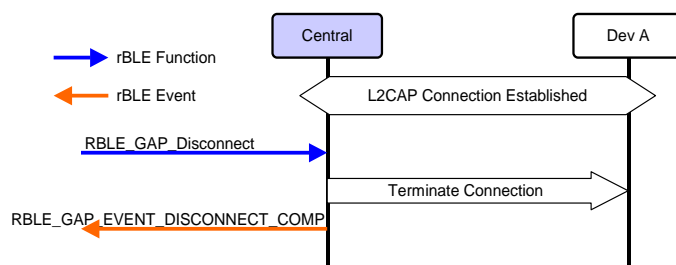 Central
Dev A
rBLE Function
rBLE Event
L2CAP Connection Established
RBLE_GAP_Disconnect
Terminate Connection
RBLE_GAP_EVENT_DISCONNECT_COMP